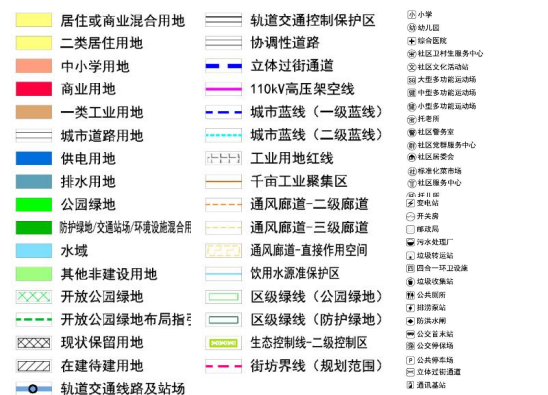 居住或商业混合用地
二类居住用地
中小学用地
商业用地
一类工业用地
城市道路用地
供电用地
排水用地
公园绿地
防护绿地/交通站场/环境设施混合用
水域
其他非建设用地
开放公园绿地
开放公园绿地布局指引
现状保留用地
在建待建用地
轨道交通线路及站场
轨道交通控制保护区
协调性道路
立体过街通道
110kV高压架空线
城市蓝线（一级蓝线）
城市蓝线（二级蓝线）
工业用地红线
千亩工业聚集区
通风廊道-二级廊道
通风廊道-三级廊道
通风廊道-直接作用空间
饮用水源准保护区
区级绿线（公园绿地）
区级绿线（防护绿地）
生态控制线-二级控制区
街坊界线（规划范围）
小学
幼儿园
综合医院
社区卫村生服务中心
社区文化活动站
大型多功能运动场
中型多功能运动场
小型多功能运动场
托老所
社区警务室
社区党群服务中心
社区居委会
标准化菜市场
社区服务中心
托儿所
变电站
开关房
邮政局
污水处理厂
垃圾转运站
四合一环卫设施
垃圾收集站
公共厕所
排涝泵站
防洪水闸
公交首末站
公交停保场
P 公共停车场
立体过街通道
通讯基站